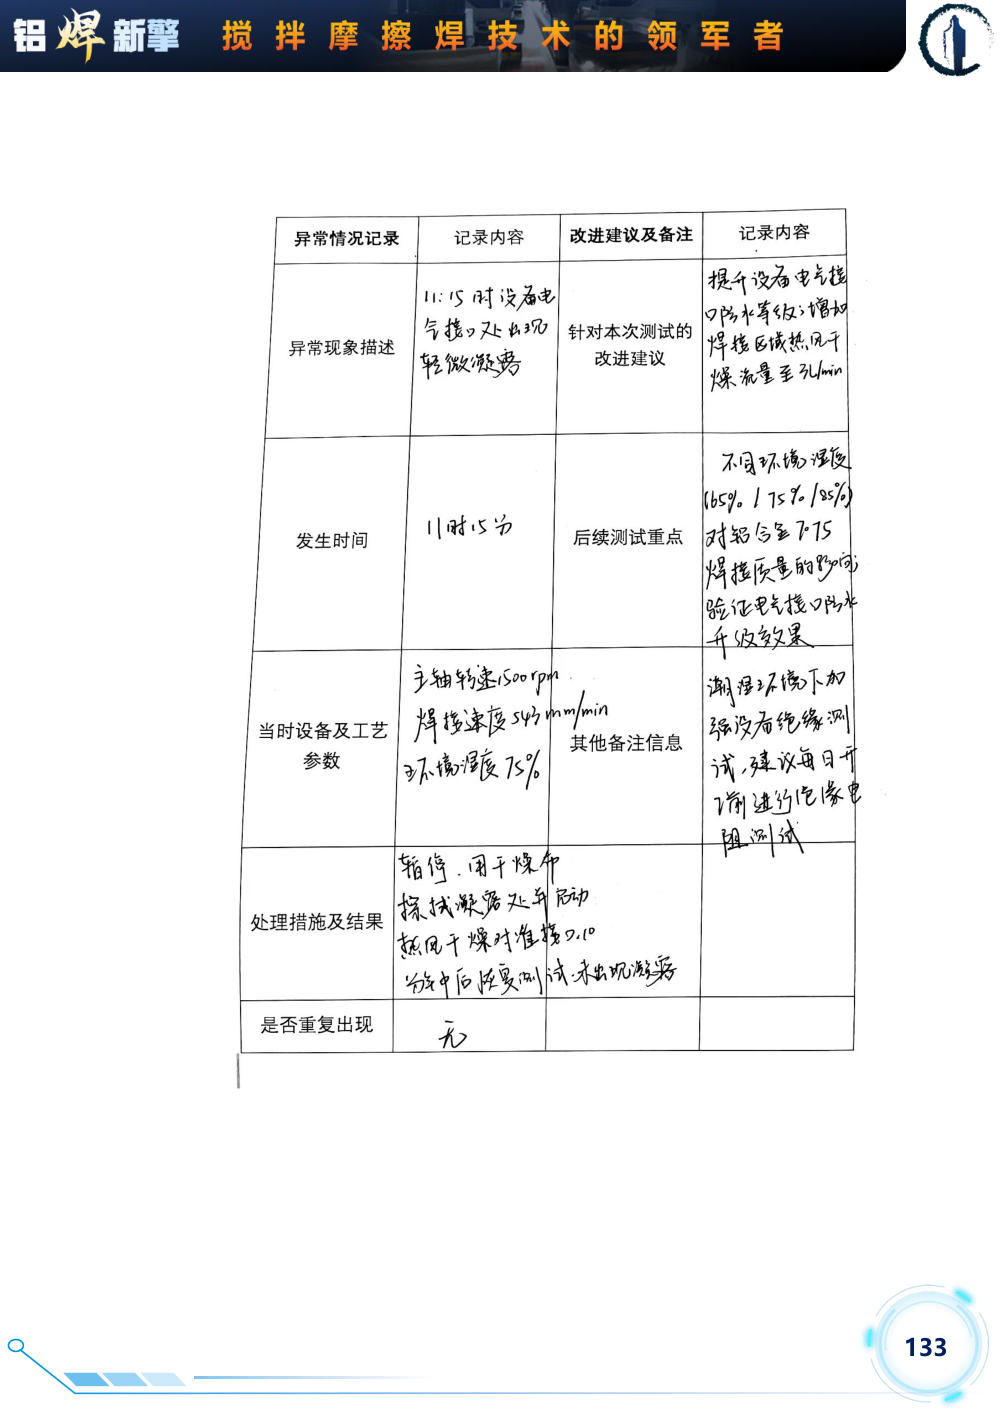 铝焊新擎 搅拌摩擦焊技术的领军者
异常情况记录 记录内容 改进建议及备注 记录内容
异常现象描述
11:15时设备电
气接口处出现
轻微凝露
针对本次测试的
改进建议
提升设备电气接
口防水等级;增加
焊接区域热风干
燥流量至3L/min
发生时间
11时15分
后续测试重点
不同环境湿度
(65%/75%/85%)
对铝合金7075
焊接质量的影响;
验证电气接口防水
升级效果
当时设备及工艺
参数
主轴转速1500rpm
焊接速度543mm/min
环境湿度75%
其他备注信息
潮湿环境下加
强设备绝缘测
试,建议每日开
工前进行绝缘电
阻测试
处理措施及结果
暂停.用干燥布
擦拭凝露处并启动
热风干燥对准接口.10
分钟后恢复测试.未出现凝露
是否重复出现
无
133